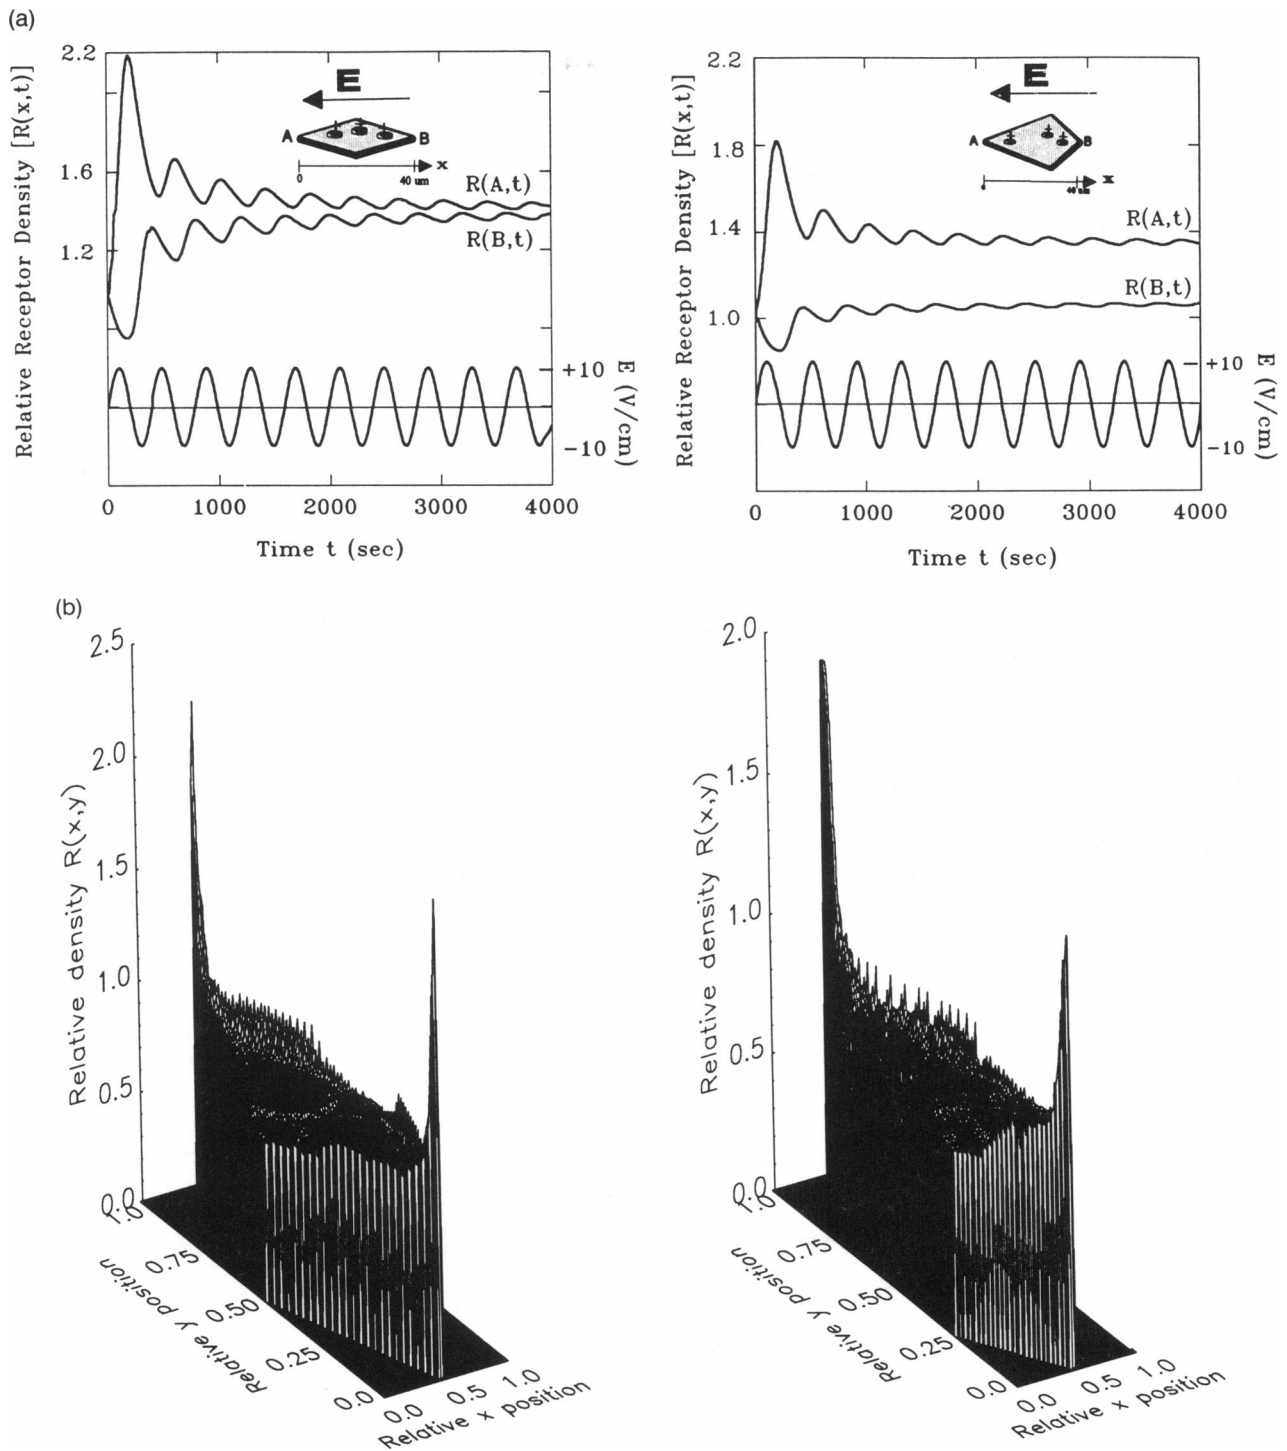 (a)
Relative Receptor Density [R(x,t)]
2.2
1.6
1.2
E
A
B
x
0
40 um
R(A,t)
R(B,t)
+10
-10
E (V/cm)
0
1000
2000
3000
4000
Time t (sec)
Relative Receptor Density [R(x,t)]
2.2
1.8
1.4
1.0
E
A
B
x
0
40 um
R(A,t)
R(B,t)
+10
-10
E (V/cm)
0
1000
2000
3000
4000
Time t (sec)
(b)
Relative density R(x,y)
2.5
2.0
1.5
1.0
0.5
0.0
1.0
0.75
0.50
0.25
0.0
Relative y position
0.0
0.5
1.0
Relative x position
Relative density R(x,y)
2.0
1.5
1.0
0.5
0.0
1.0
0.75
0.50
0.25
0.0
Relative y position
0.0
0.5
1.0
Relative x position